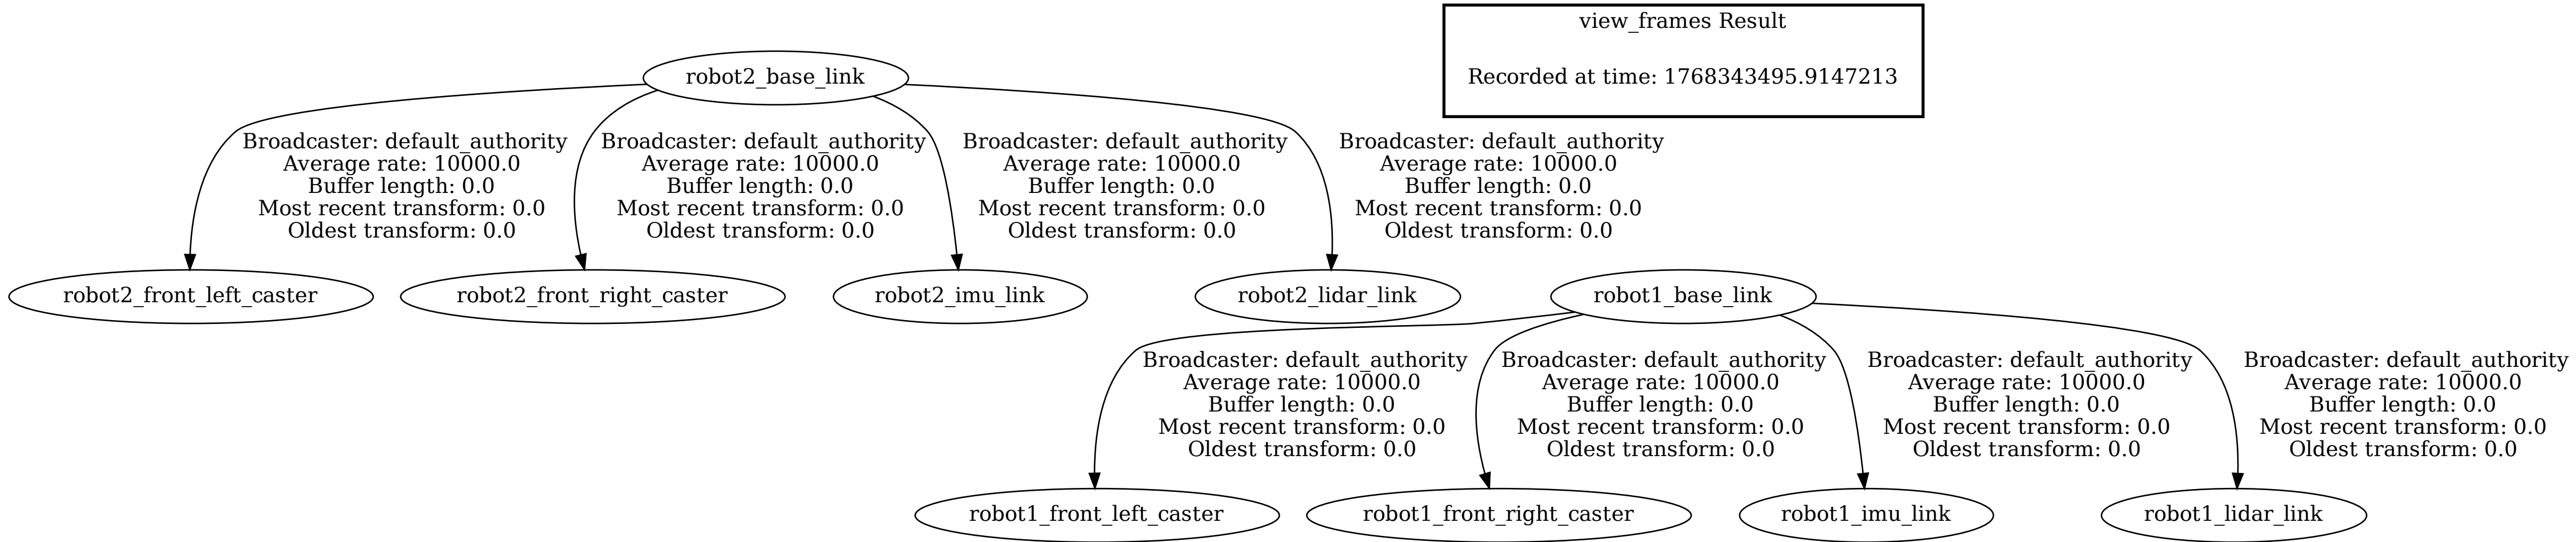 view_frames Result
Recorded at time: 1768343495.9147213
robot2_base_link
Broadcaster: default_authority
Average rate: 10000.0
Buffer length: 0.0
Most recent transform: 0.0
Oldest transform: 0.0
Broadcaster: default_authority
Average rate: 10000.0
Buffer length: 0.0
Most recent transform: 0.0
Oldest transform: 0.0
Broadcaster: default_authority
Average rate: 10000.0
Buffer length: 0.0
Most recent transform: 0.0
Oldest transform: 0.0
Broadcaster: default_authority
Average rate: 10000.0
Buffer length: 0.0
Most recent transform: 0.0
Oldest transform: 0.0
robot2_front_left_caster
robot2_front_right_caster
robot2_imu_link
robot2_lidar_link
robot1_base_link
Broadcaster: default_authority
Average rate: 10000.0
Buffer length: 0.0
Most recent transform: 0.0
Oldest transform: 0.0
Broadcaster: default_authority
Average rate: 10000.0
Buffer length: 0.0
Most recent transform: 0.0
Oldest transform: 0.0
Broadcaster: default_authority
Average rate: 10000.0
Buffer length: 0.0
Most recent transform: 0.0
Oldest transform: 0.0
Broadcaster: default_authority
Average rate: 10000.0
Buffer length: 0.0
Most recent transform: 0.0
Oldest transform: 0.0
robot1_front_left_caster
robot1_front_right_caster
robot1_imu_link
robot1_lidar_link